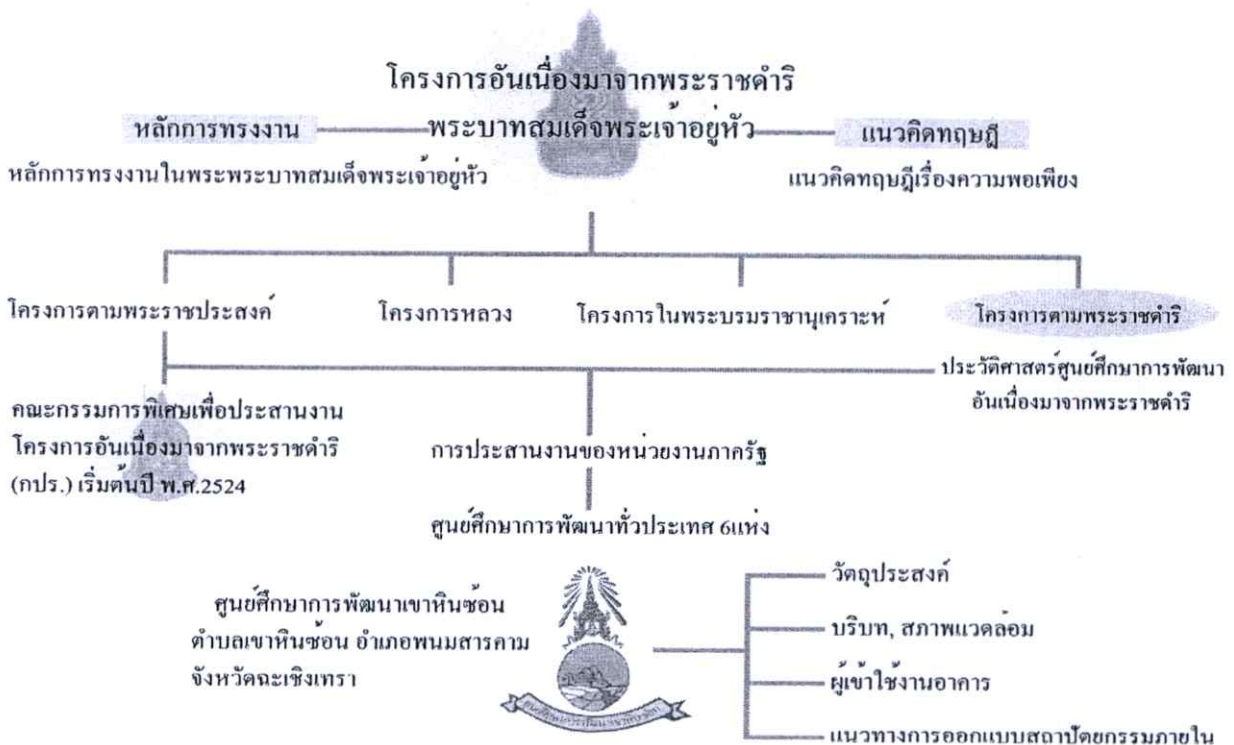 โครงการอันเนื่องมาจากพระราชดำริ
หลักการทรงงาน
พระบาทสมเด็จพระเจ้าอยู่หัว
แนวคิดทฤษฎี
หลักการทรงงานในพระพระบาทสมเด็จพระเจ้าอยู่หัว
แนวคิดทฤษฎีเรื่องความพอเพียง
โครงการตามพระราชประสงค์
โครงการหลวง
โครงการในพระบรมราชานุเคราะห์
โครงการตามพระราชดำริ
ประวัติศาสตร์ศูนย์ศึกษาการพัฒนา
อันเนื่องมาจากพระราชดำริ
คณะกรรมการพิเศษเพื่อประสานงาน
โครงการอันเนื่องมาจากพระราชดำริ
(กปร.) เริ่มต้นปี พ.ศ.2524
การประสานงานของหน่วยงานภาครัฐ
ศูนย์ศึกษาการพัฒนาทั่วประเทศ 6แห่ง
ศูนย์ศึกษาการพัฒนาเขาหินซ้อน
ตำบลเขาหินซ้อน อำเภอพนมสารคาม
จังหวัดฉะเชิงเทรา
วัตถุประสงค์
บริบท, สภาพแวดล้อม
ผู้เข้าใช้งานอาคาร
แนวทางการออกแบบสถาปัตยกรรมภายใน